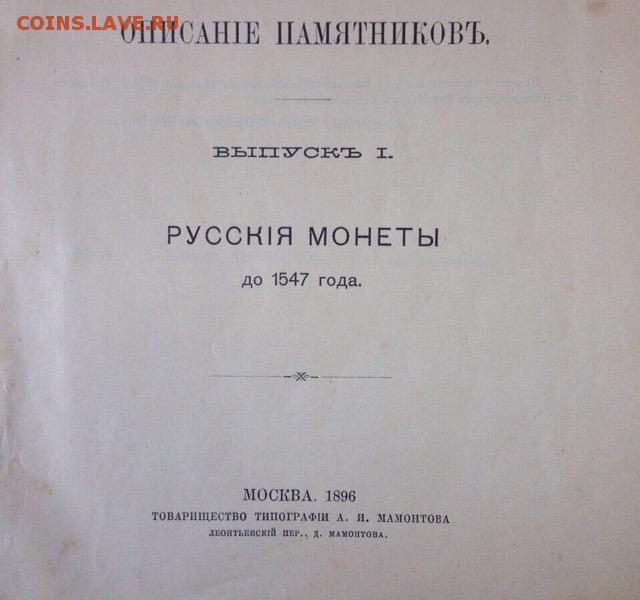 COINS.LAVE.RU
ОПИСАНІЕ ПАМЯТНИКОВЪ.
ВЫПУСКЪ I.
РУССКІЯ МОНЕТЫ
до 1547 года.
МОСКВА. 1896
ТОВАРИЩЕСТВО ТИПОГРАФІИ А. И. МАМОНТОВА
ЛЕОНТЬЕВСКІЙ ПЕР., Д. МАМОНТОВА.